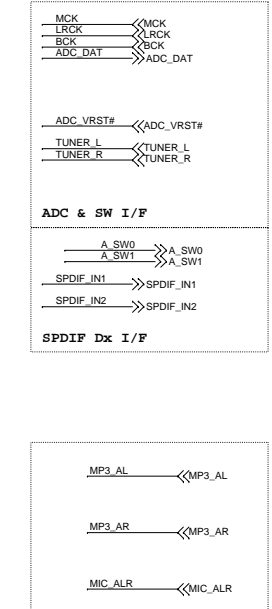 MCK MCK
LRCK LRCK
BCK BCK
ADC_DAT ADC_DAT
ADC_VRST# ADC_VRST#
TUNER_L TUNER_L
TUNER_R TUNER_R
ADC & SW I/F
A_SW0 A_SW0
A_SW1 A_SW1
SPDIF_IN1 SPDIF_IN1
SPDIF_IN2 SPDIF_IN2
SPDIF Dx I/F
MP3_AL MP3_AL
MP3_AR MP3_AR
MIC_ALR MIC_ALR